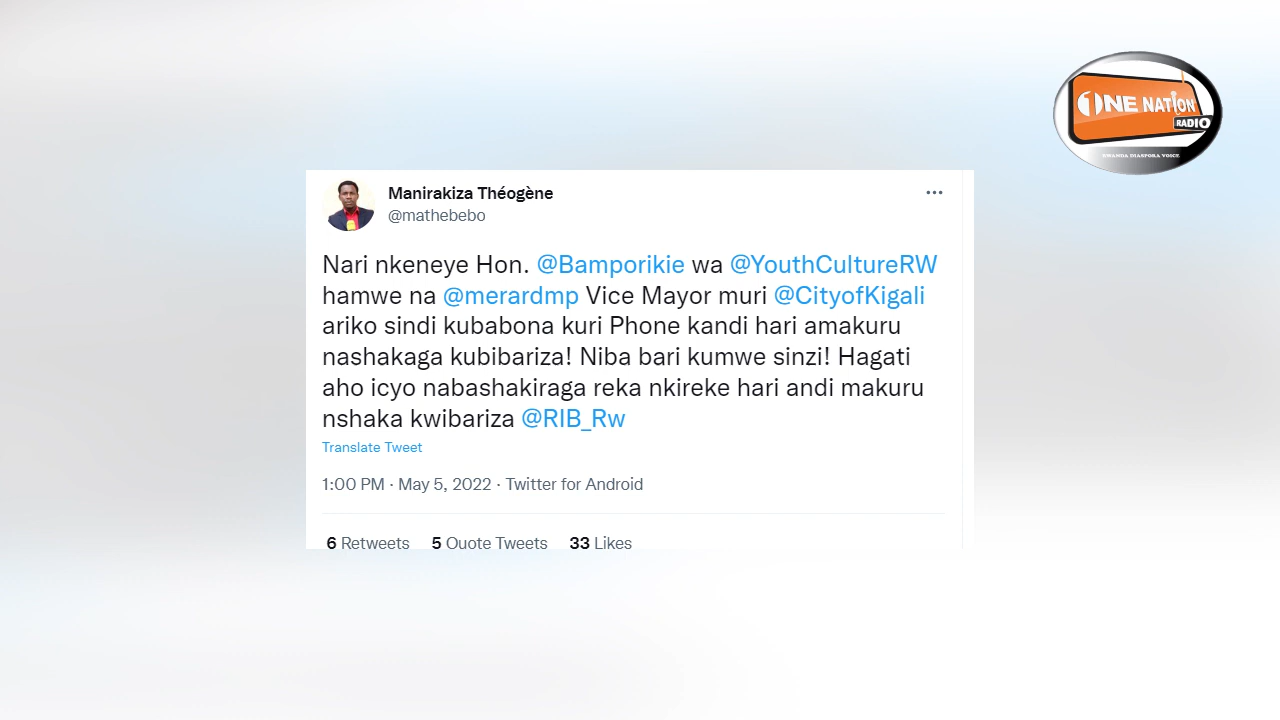 ONE NATION
RADIO
RWANDA DIASPORA VOICE
Manirakiza Théogène
@mathebebo
Nari nkeneye Hon. @Bamporikie wa @YouthCultureRW
hamwe na @merardmp Vice Mayor muri @CityofKigali
ariko sindi kubabona kuri Phone kandi hari amakuru
nashakaga kubibariza! Niba bari kumwe sinzi! Hagati
aho icyo nabashakiraga reka nkireke hari andi makuru
nshaka kwibariza @RIB_Rw
Translate Tweet
1:00 PM · May 5, 2022 · Twitter for Android
6 Retweets 5 Quote Tweets 33 Likes